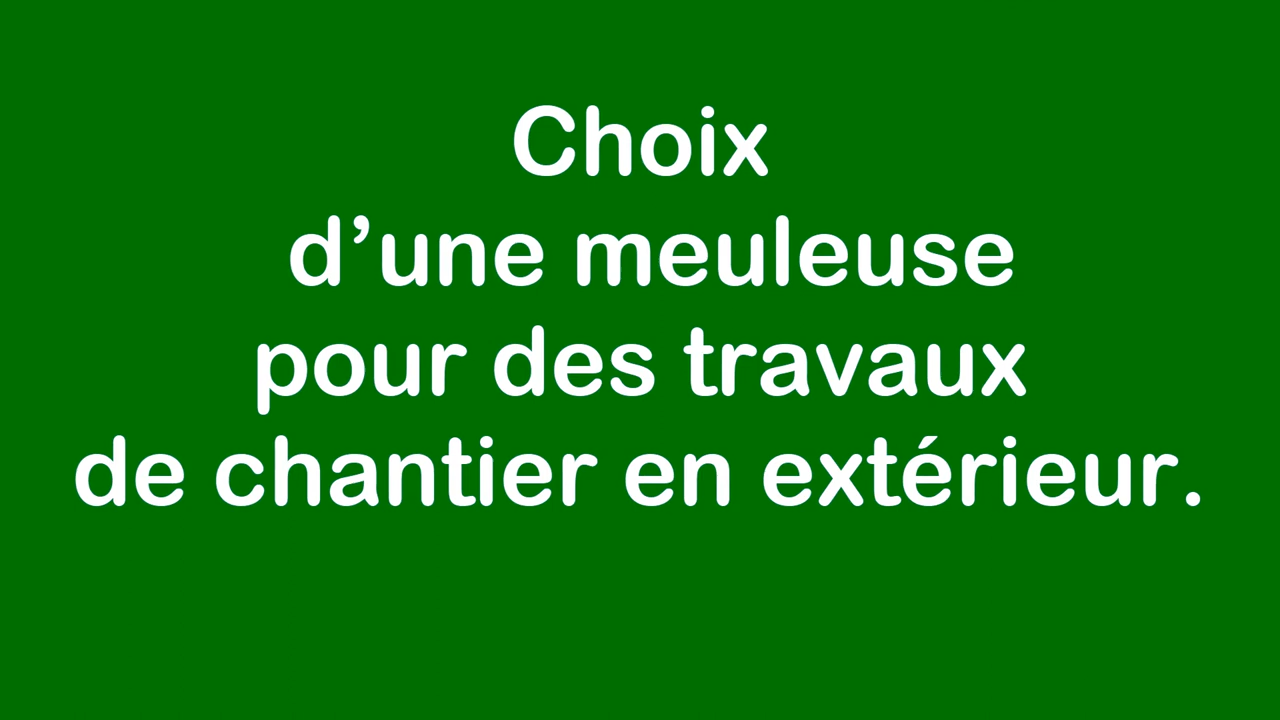 Choix
d’une meuleuse
pour des travaux
de chantier en extérieur.